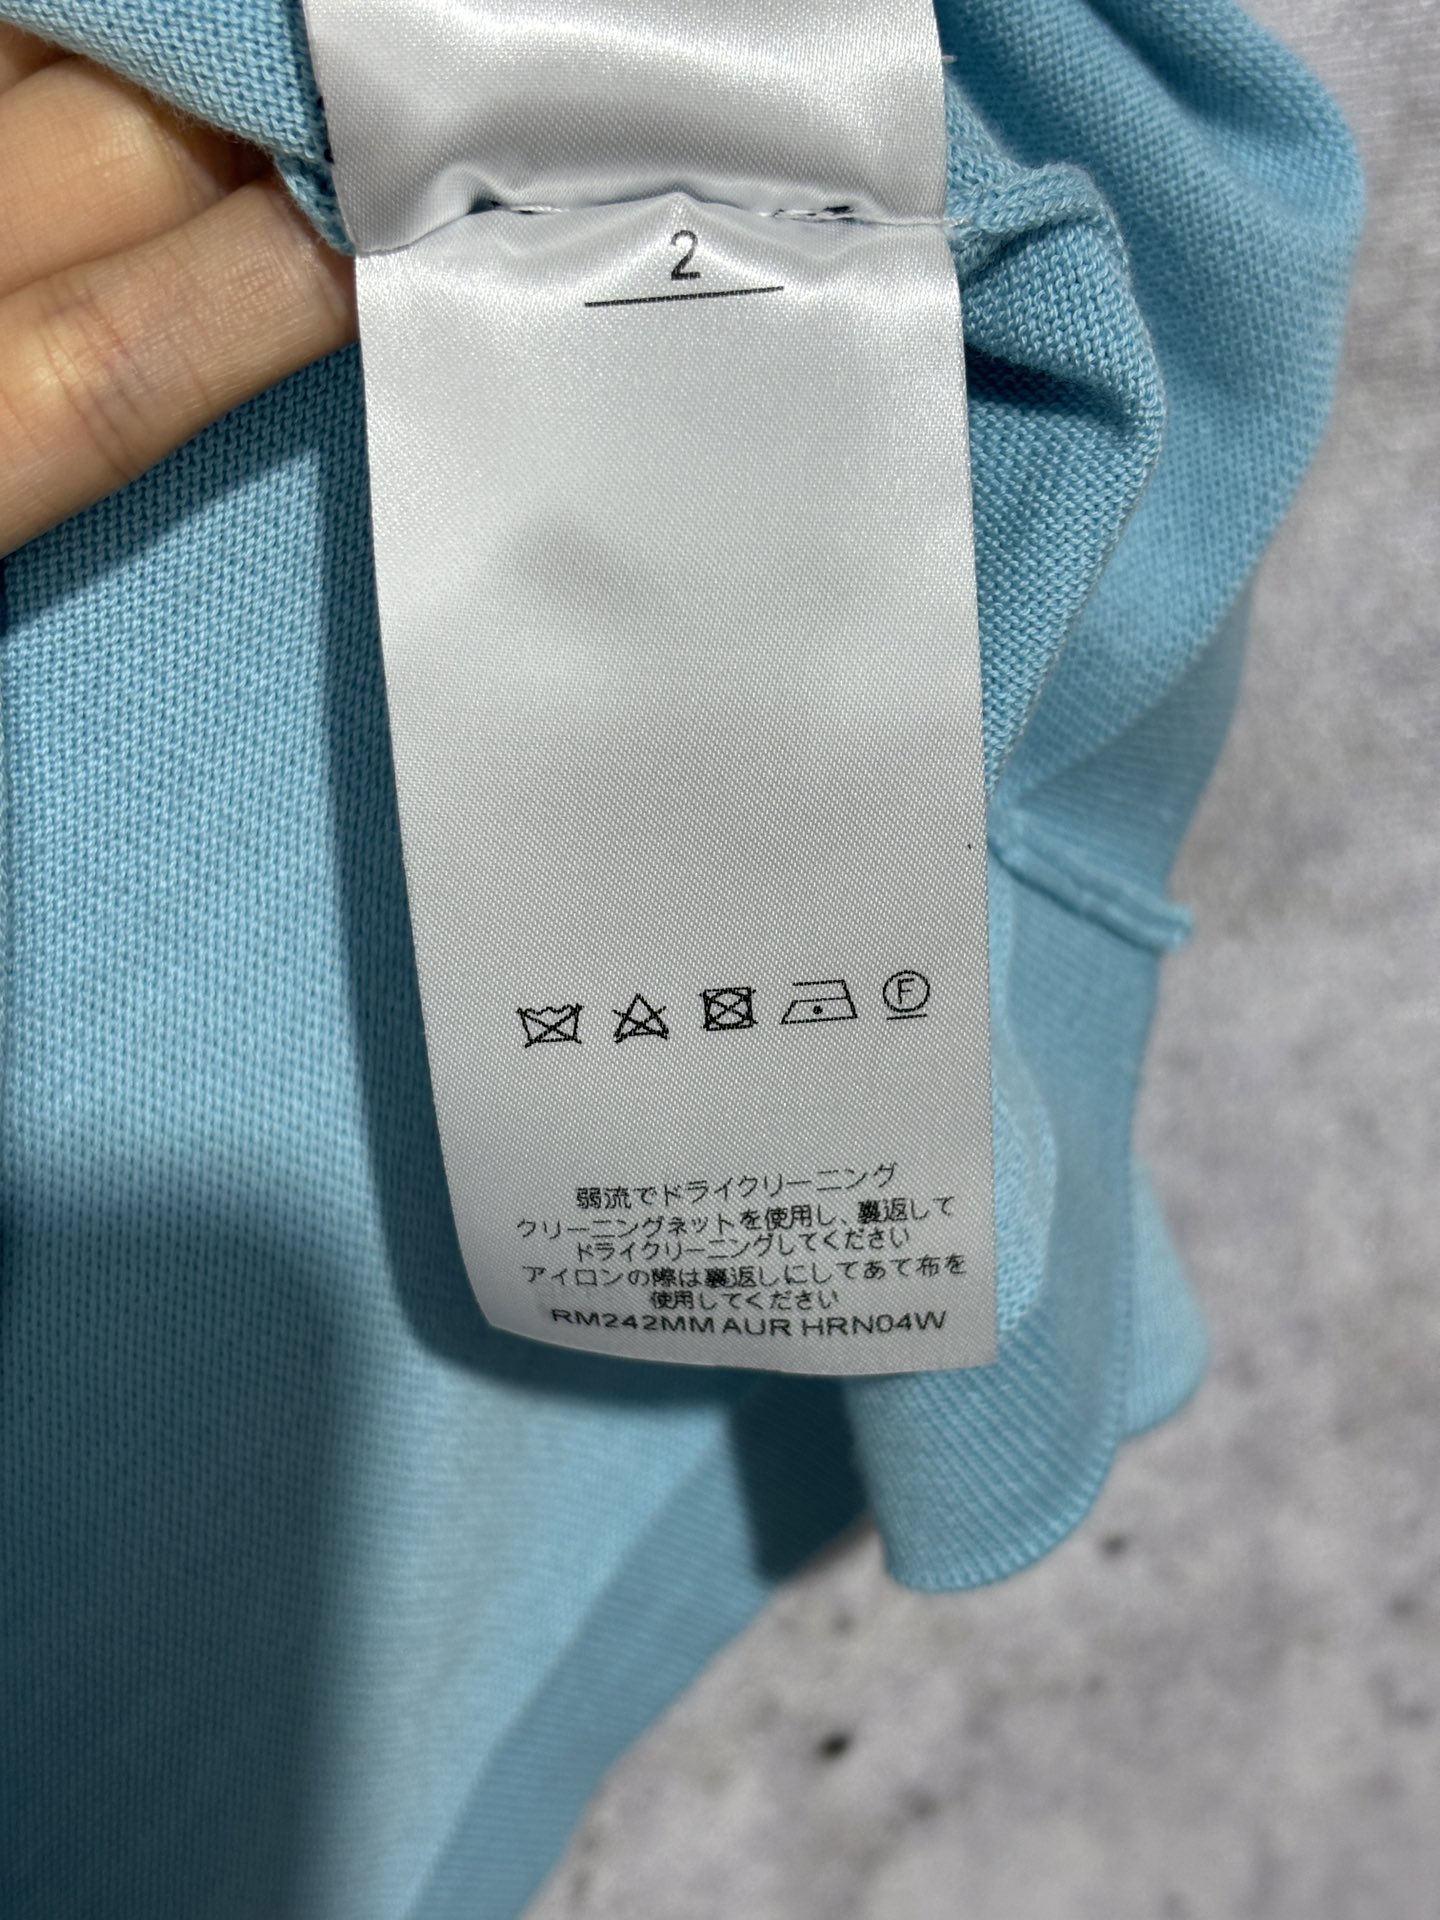 2
F
弱流でドライクリーニング
クリーニングネットを使用し、裏返して
ドライクリーニングしてください
アイロンの際は裏返しにしてあて布を
使用してください
RM242MM AUR HRN04W